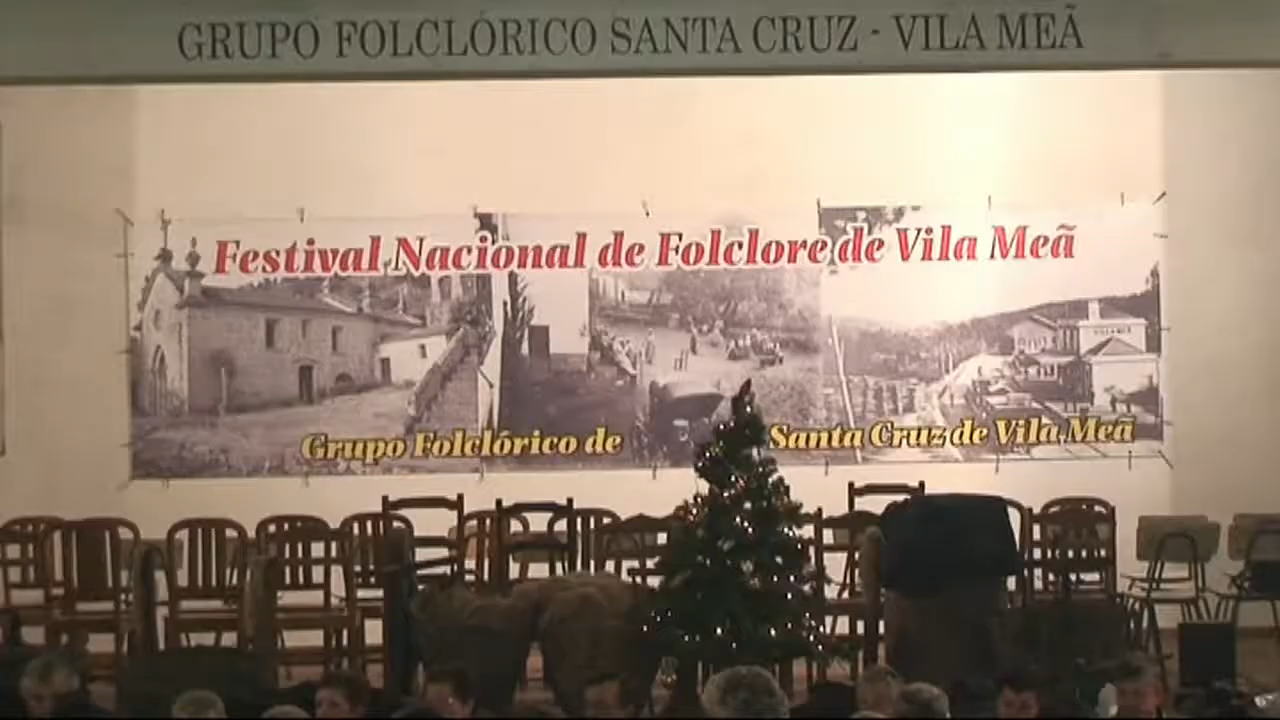 GRUPO FOLCLÓRICO SANTA CRUZ - VILA MEÃ
Festival Nacional de Folclore de Vila Meã
Grupo Folclórico de Santa Cruz de Vila Meã